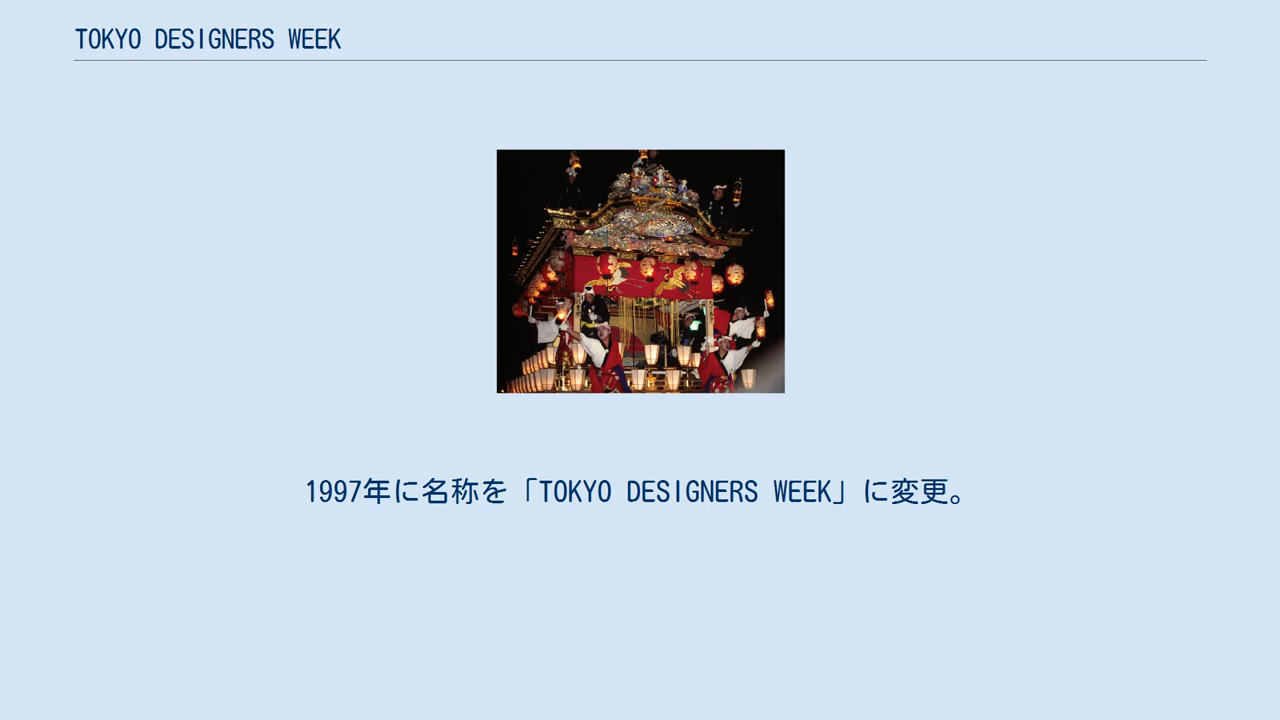 TOKYO DESIGNERS WEEK
1997年に名称を「TOKYO DESIGNERS WEEK」に変更。